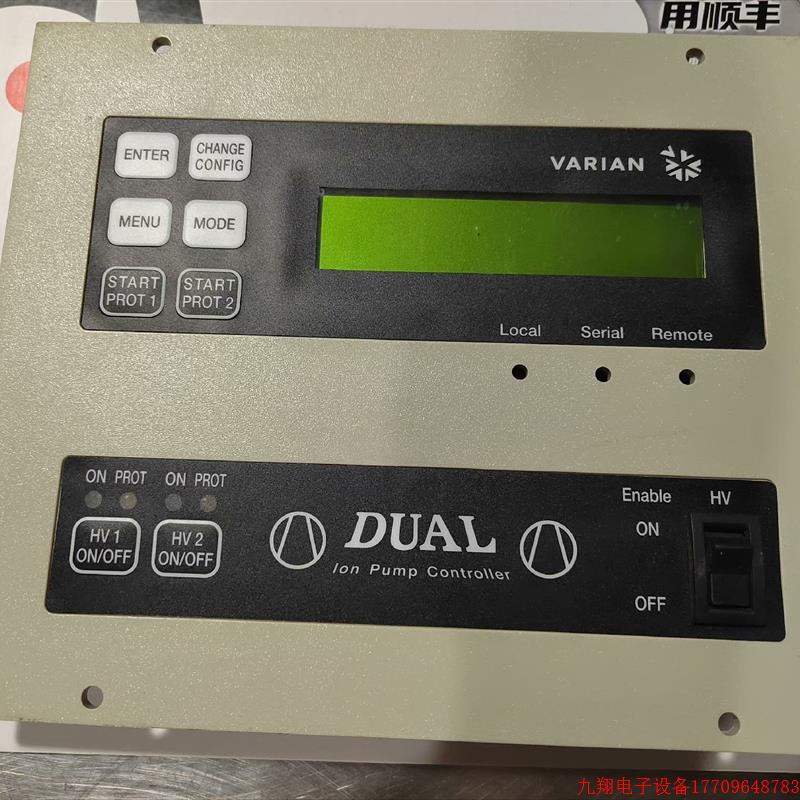 用顺丰
ENTER
CHANGE
CONFIG
VARIAN
MENU
MODE
START
PROT 1
START
PROT 2
Local
Serial
Remote
ON PROT
ON PROT
HV 1
ON/OFF
HV 2
ON/OFF
DUAL
Ion Pump Controller
Enable
HV
ON
OFF
九翔电子设备17709648783